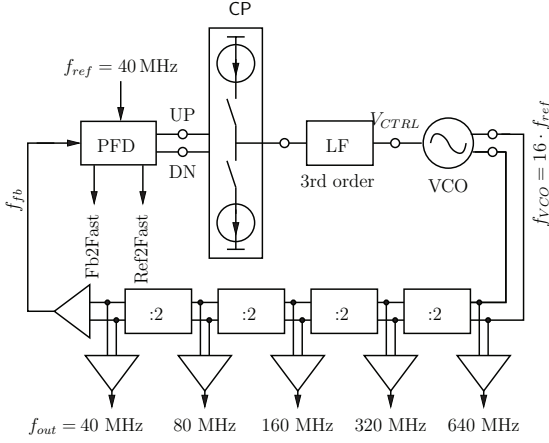 CP
f_ref = 40 MHz
UP
PFD
DN
V_CTRL
LF
3rd order
VCO
f_VCO = 16 · f_ref
f_fb
Fb2Fast
Ref2Fast
:2
:2
:2
:2
f_out = 40 MHz
80 MHz
160 MHz
320 MHz
640 MHz